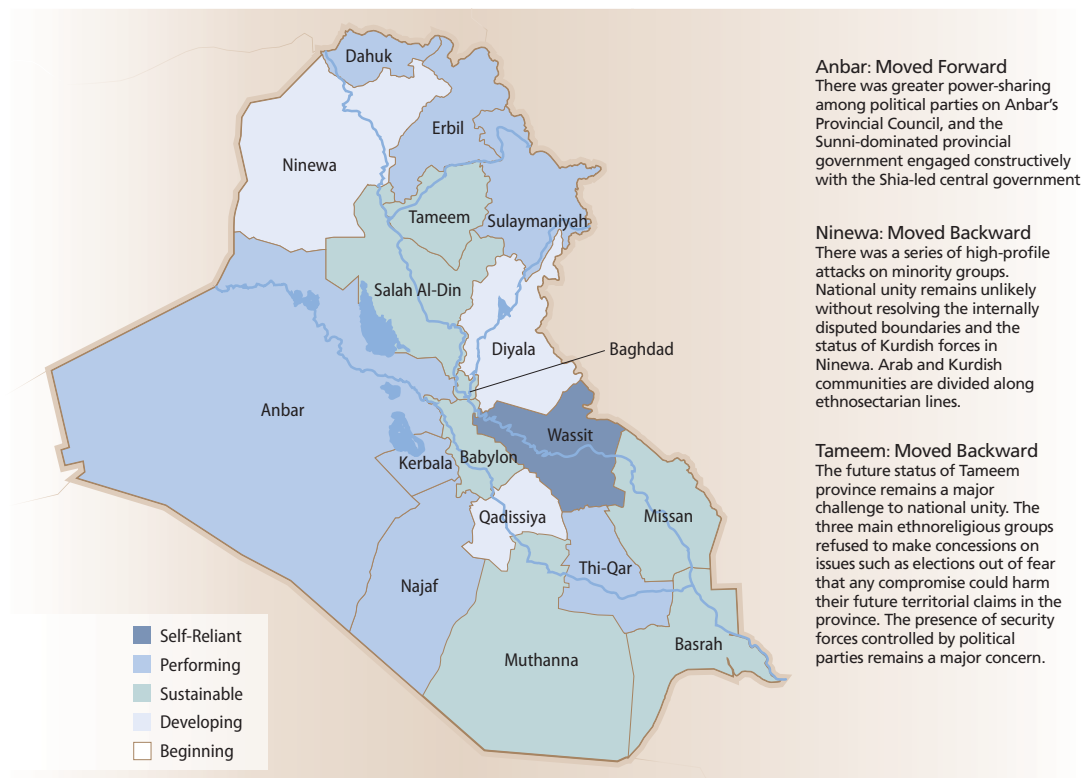 Dahuk
Erbil
Ninewa
Tameem
Sulaymaniyah
Salah Al-Din
Diyala
Baghdad
Anbar
Wassit
Kerbala
Babylon
Qadissiya
Missan
Thi-Qar
Najaf
Basrah
Muthanna
Self-Reliant
Performing
Sustainable
Developing
Beginning
Anbar: Moved Forward
There was greater power-sharing
among political parties on Anbar's
Provincial Council, and the
Sunni-dominated provincial
government engaged constructively
with the Shia-led central government
Ninewa: Moved Backward
There was a series of high-profile
attacks on minority groups.
National unity remains unlikely
without resolving the internally
disputed boundaries and the
status of Kurdish forces in
Ninewa. Arab and Kurdish
communities are divided along
ethnosectarian lines.
Tameem: Moved Backward
The future status of Tameem
province remains a major
challenge to national unity. The
three main ethnoreligious groups
refused to make concessions on
issues such as elections out of fear
that any compromise could harm
their future territorial claims in the
province. The presence of security
forces controlled by political
parties remains a major concern.